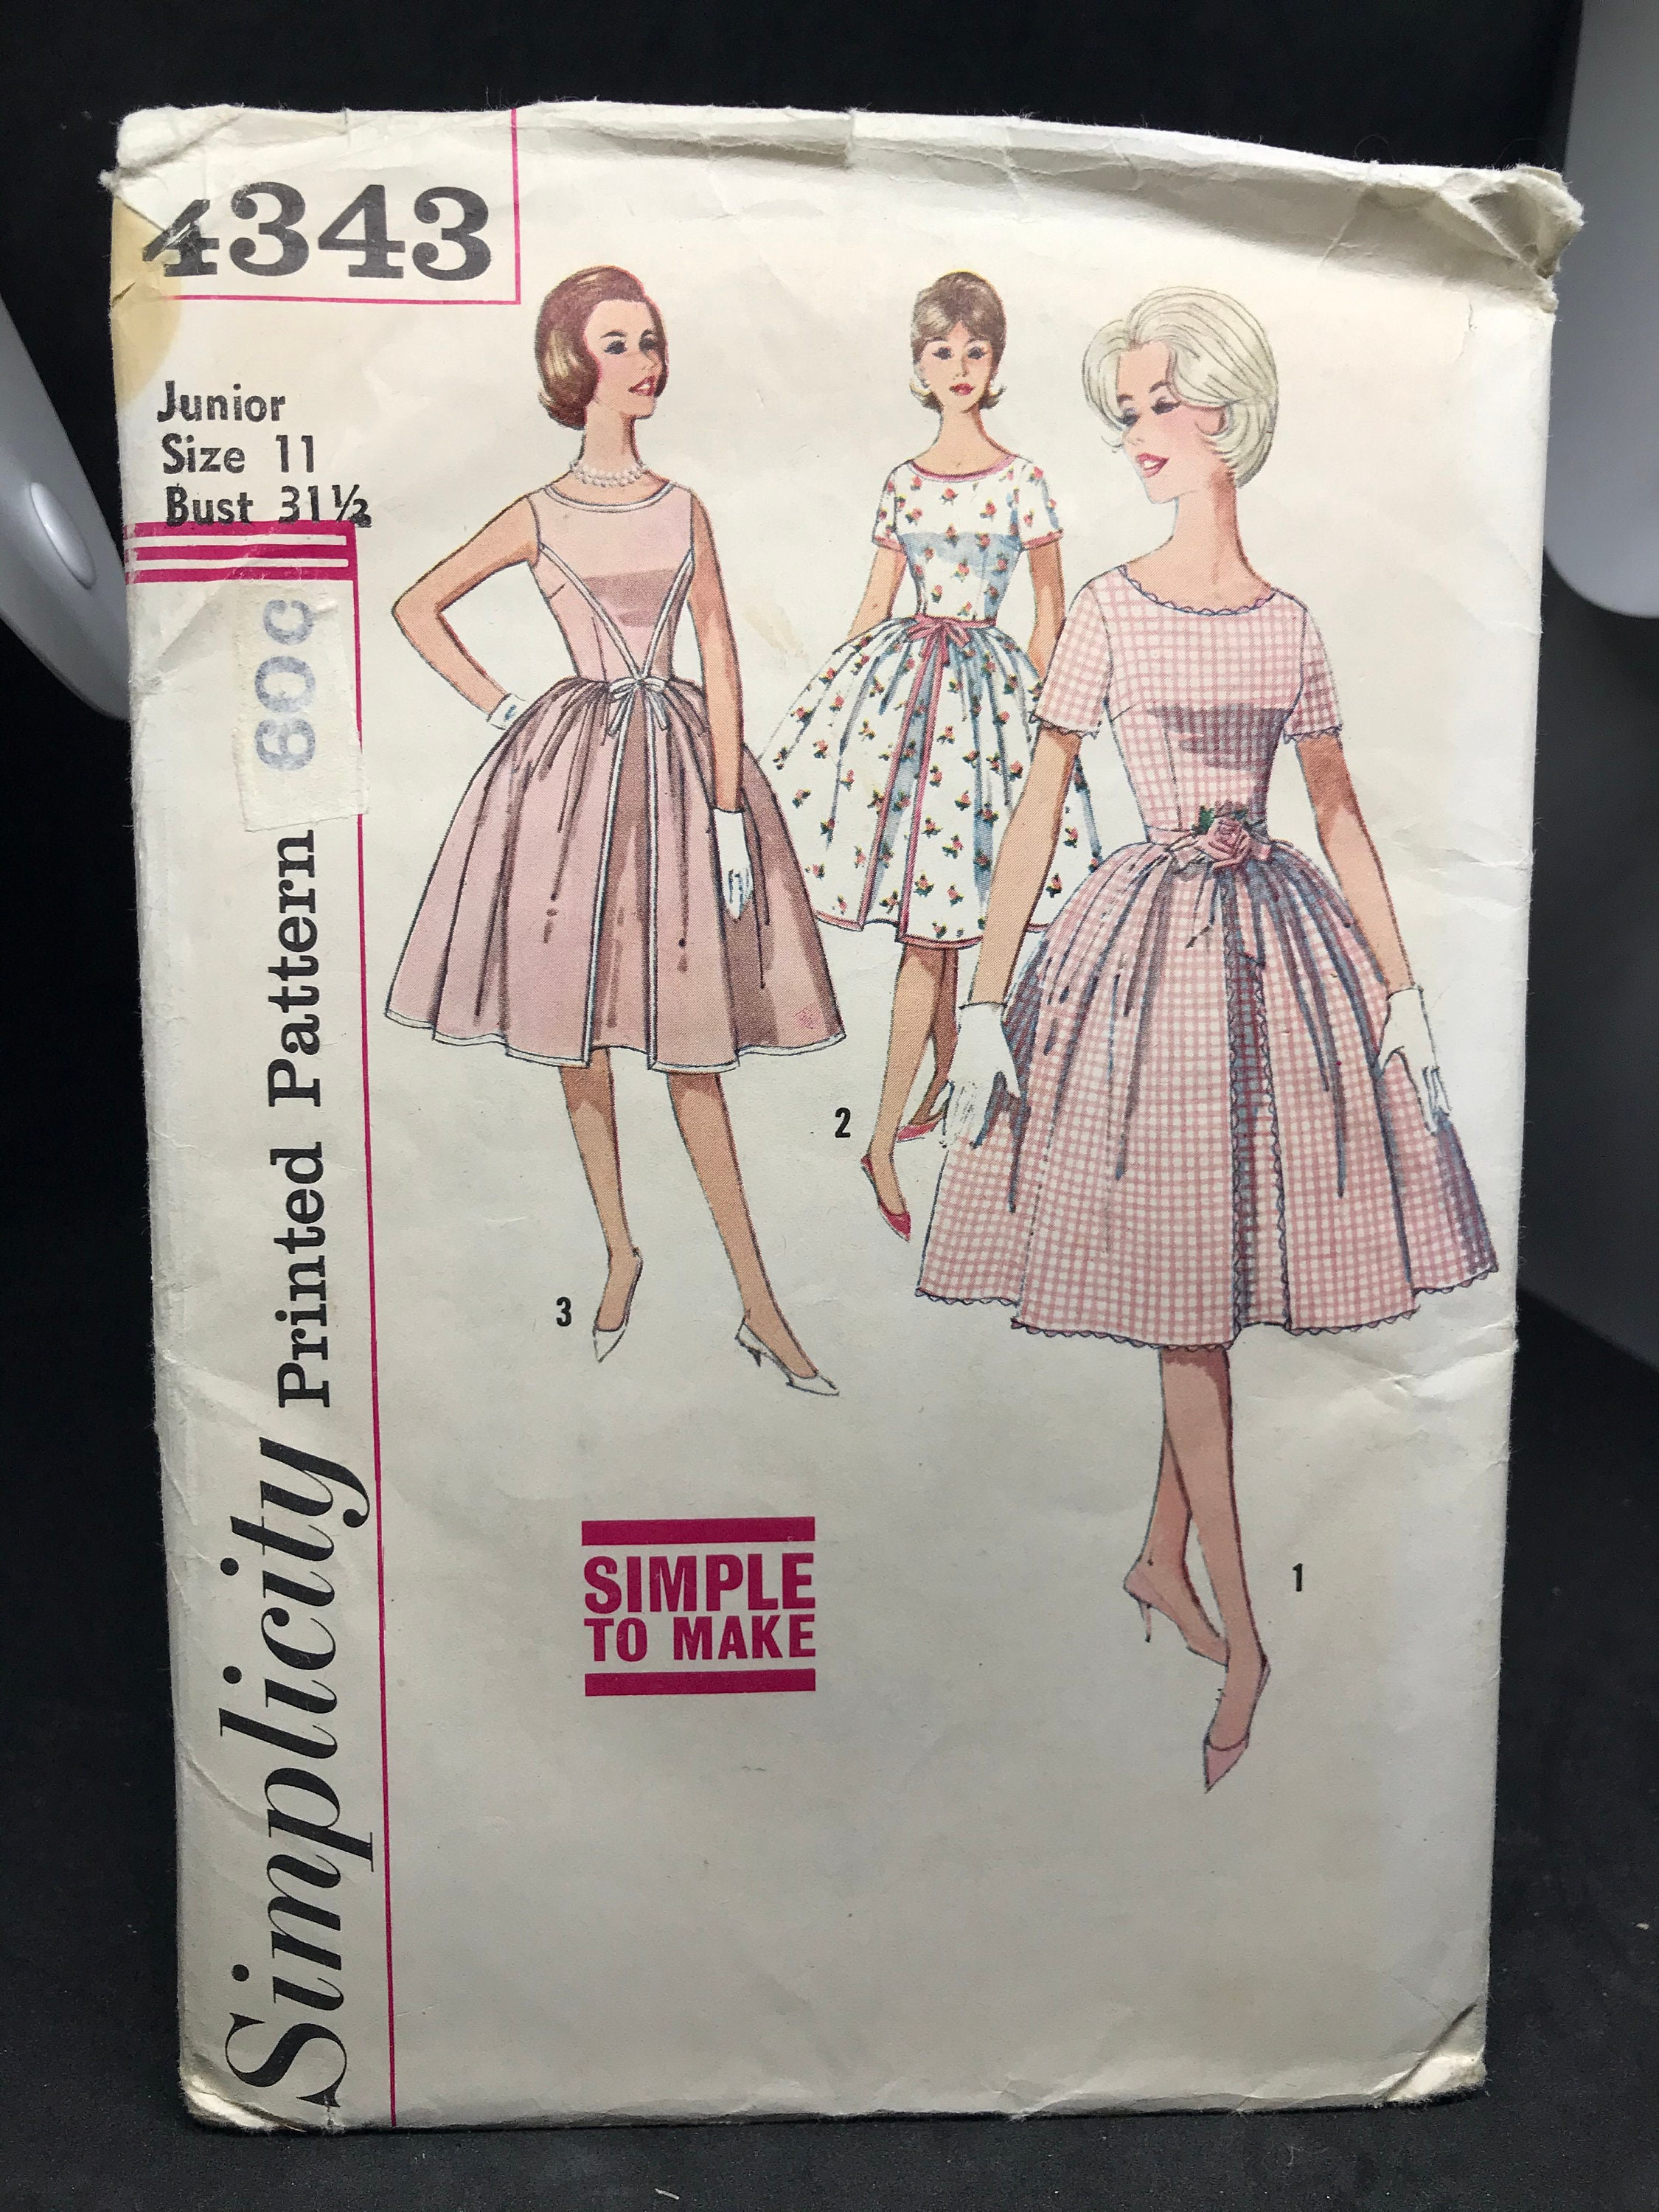 4343
Junior
Size 11
Bust 31½
60¢
Simplicity Printed Pattern
3
2
1
SIMPLE
TO MAKE